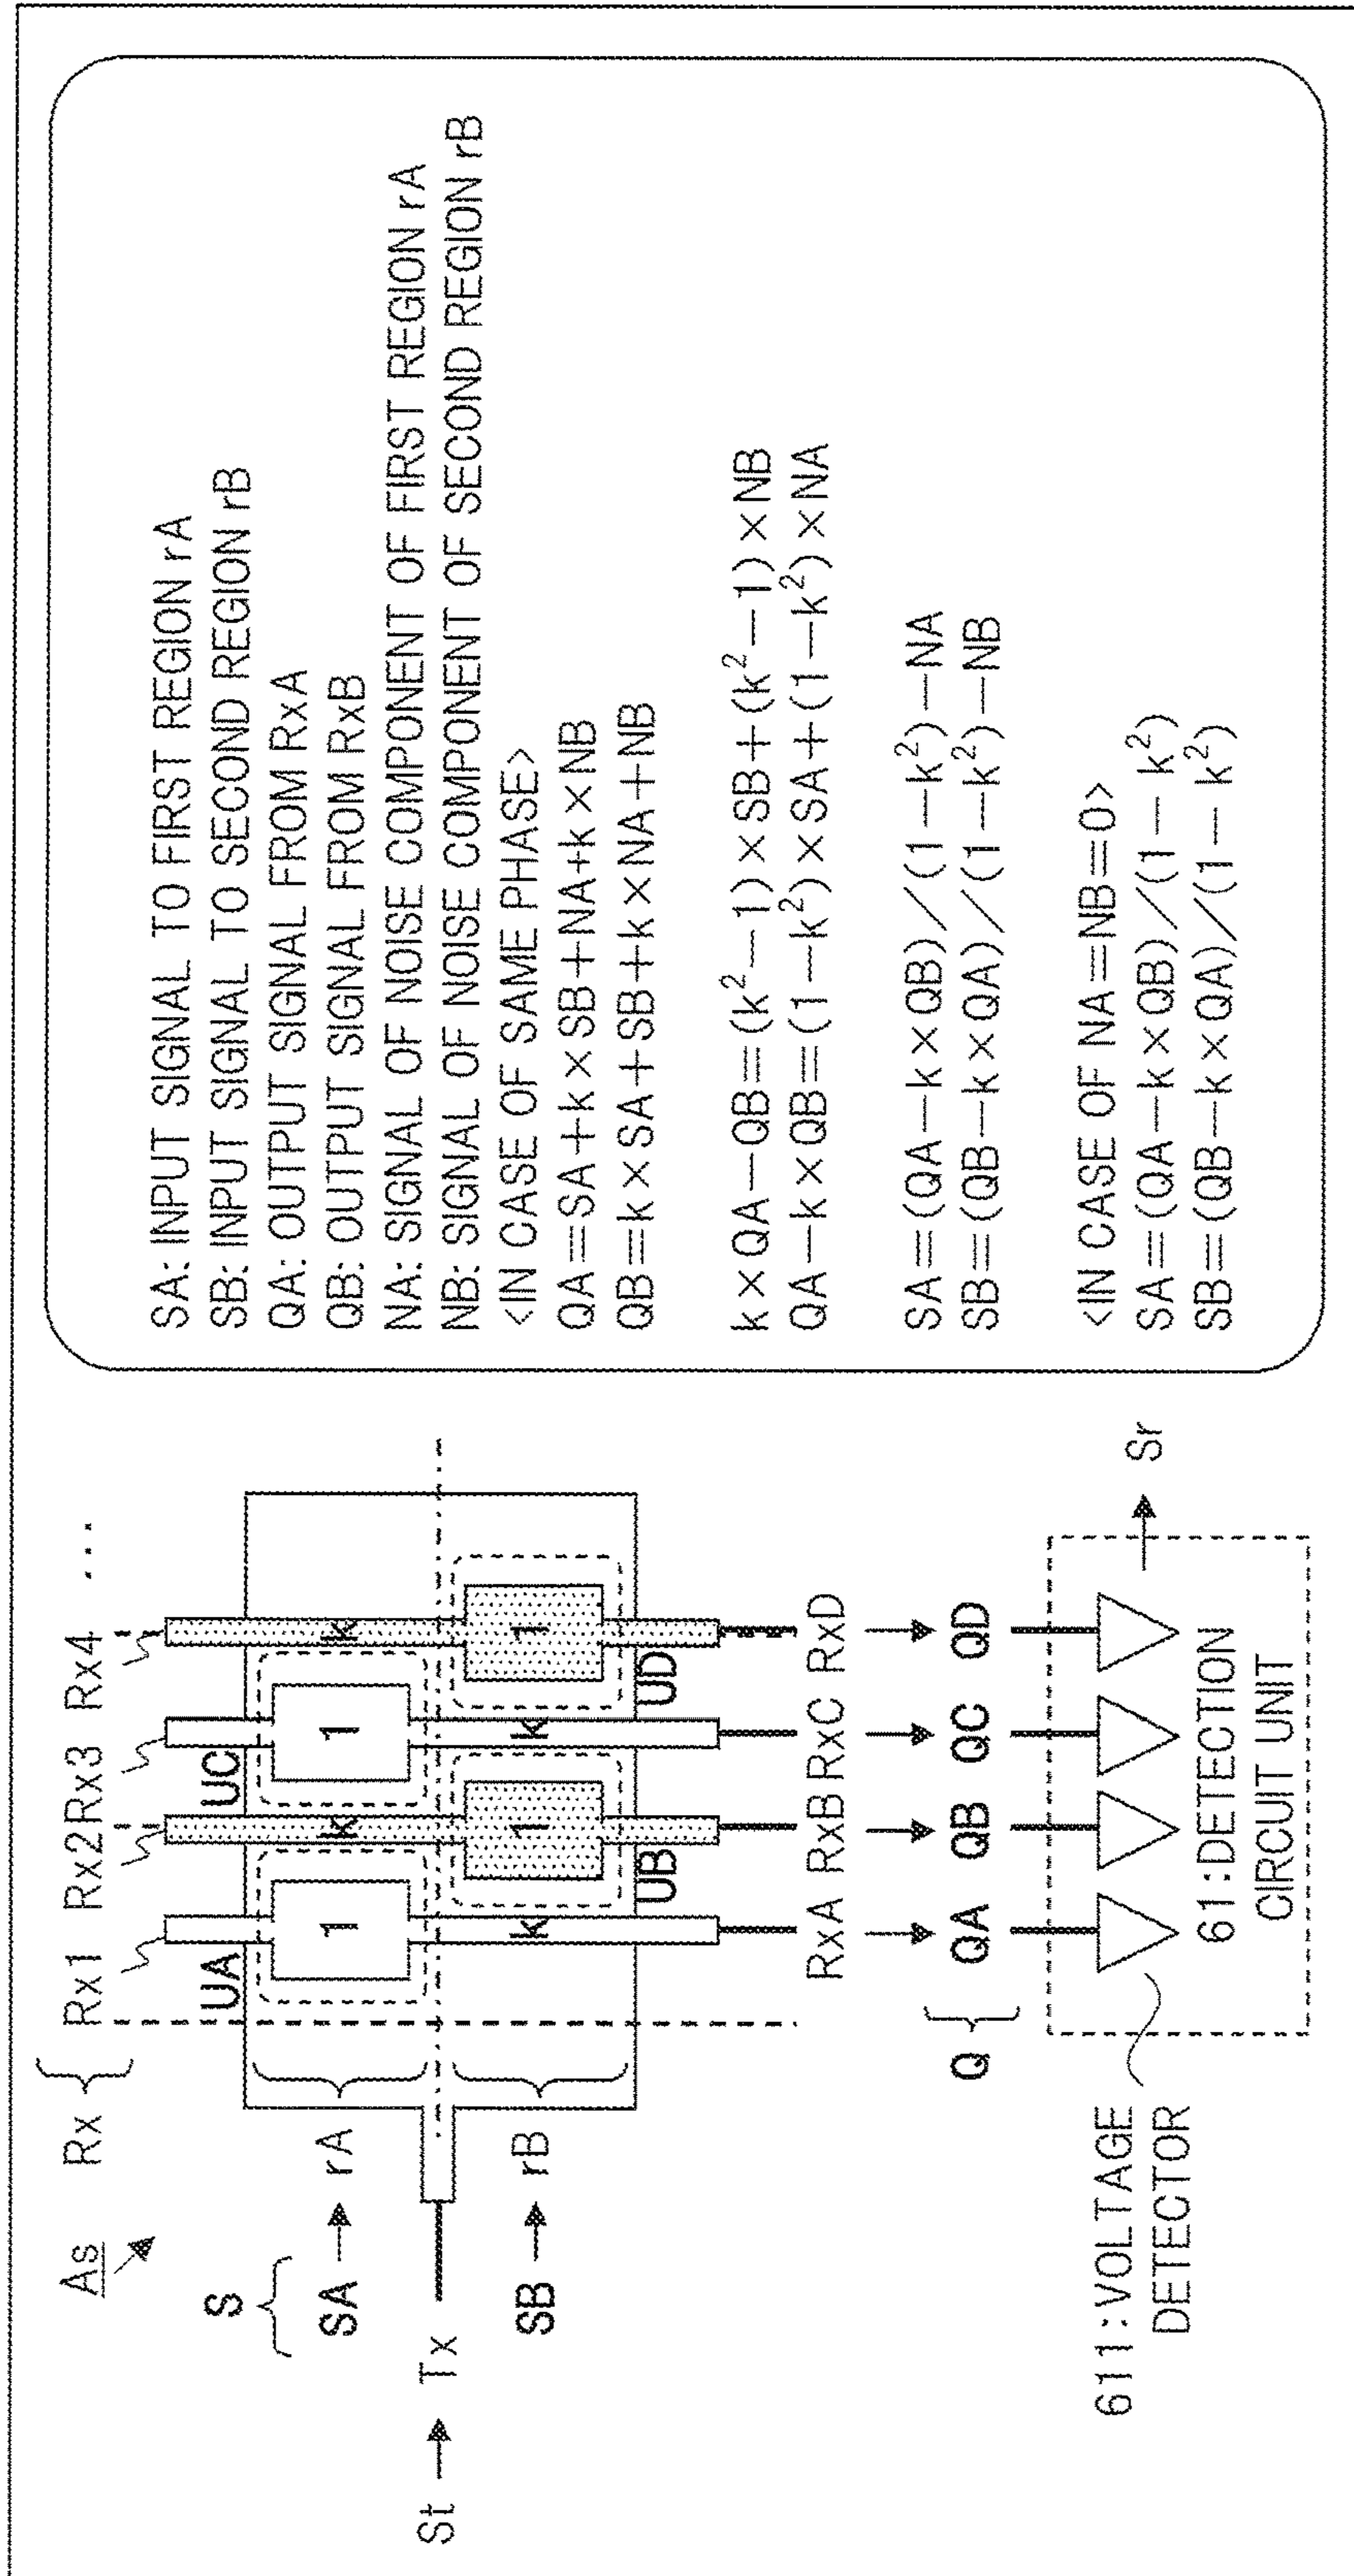 As
Rx
Rx1 Rx2 Rx3 Rx4 ...
S
UA
UC
1
k
1
k
SA
rA
St
Tx
SB
rB
k
1
k
1
UB
UD
RxA RxB RxC RxD
Q
QA QB QC QD
611:VOLTAGE
DETECTOR
Sr
61:DETECTION
CIRCUIT UNIT
SA: INPUT SIGNAL TO FIRST REGION rA
SB: INPUT SIGNAL TO SECOND REGION rB
QA: OUTPUT SIGNAL FROM RxA
QB: OUTPUT SIGNAL FROM RxB
NA: SIGNAL OF NOISE COMPONENT OF FIRST REGION rA
NB: SIGNAL OF NOISE COMPONENT OF SECOND REGION rB
<IN CASE OF SAME PHASE>
QA=SA+k×SB+NA+k×NB
QB=k×SA+SB+k×NA+NB
k×QA−QB=(k²−1)×SB+(k²−1)×NB
QA−k×QB=(1−k²)×SA+(1−k²)×NA
SA=(QA−k×QB)/(1−k²)−NA
SB=(QB−k×QA)/(1−k²)−NB
<IN CASE OF NA=NB=0>
SA=(QA−k×QB)/(1−k²)
SB=(QB−k×QA)/(1−k²)